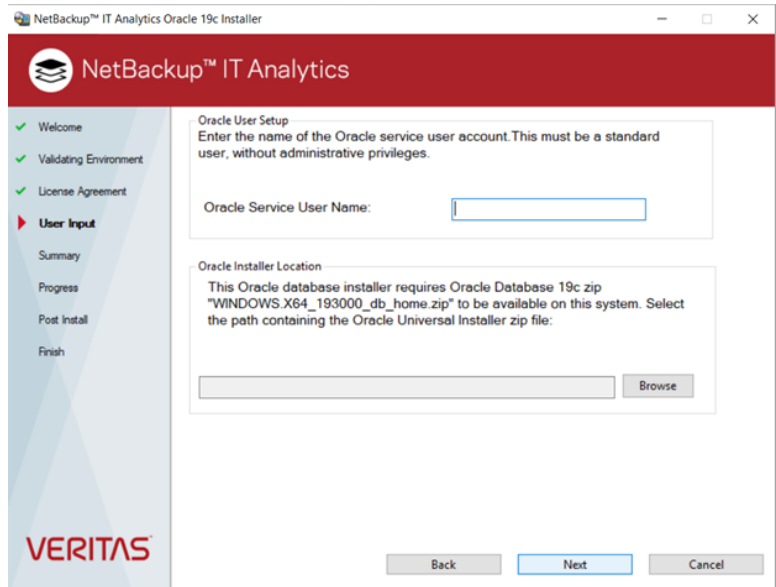 NetBackup™ IT Analytics Oracle 19c Installer
NetBackup™ IT Analytics
Welcome
Validating Environment
License Agreement
User Input
Summary
Progress
Post Install
Finish
Oracle User Setup
Enter the name of the Oracle service user account.This must be a standard
user, without administrative privileges.
Oracle Service User Name:
Oracle Installer Location
This Oracle database installer requires Oracle Database 19c zip
"WINDOWS.X64_193000_db_home.zip" to be available on this system. Select
the path containing the Oracle Universal Installer zip file:
Browse
VERITAS
Back
Next
Cancel